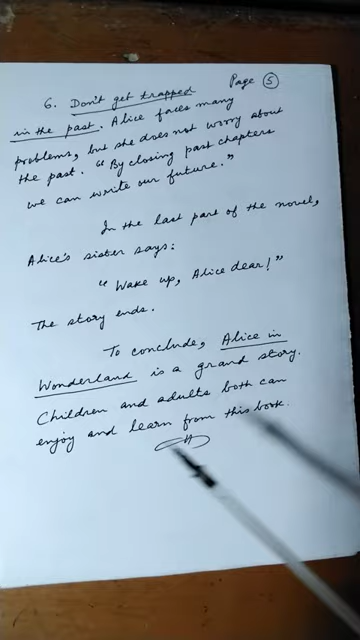 Page 5
6. Don't get trapped
in the past. Alice faces many
problems, but she does not worry about
the past. "By closing past chapters
we can write our future."
In the last part of the novel,
Alice's sister says:
"Wake up, Alice dear!"
The story ends.
To conclude, Alice in
Wonderland is a grand story.
Children and adults both can
enjoy and learn from this book.